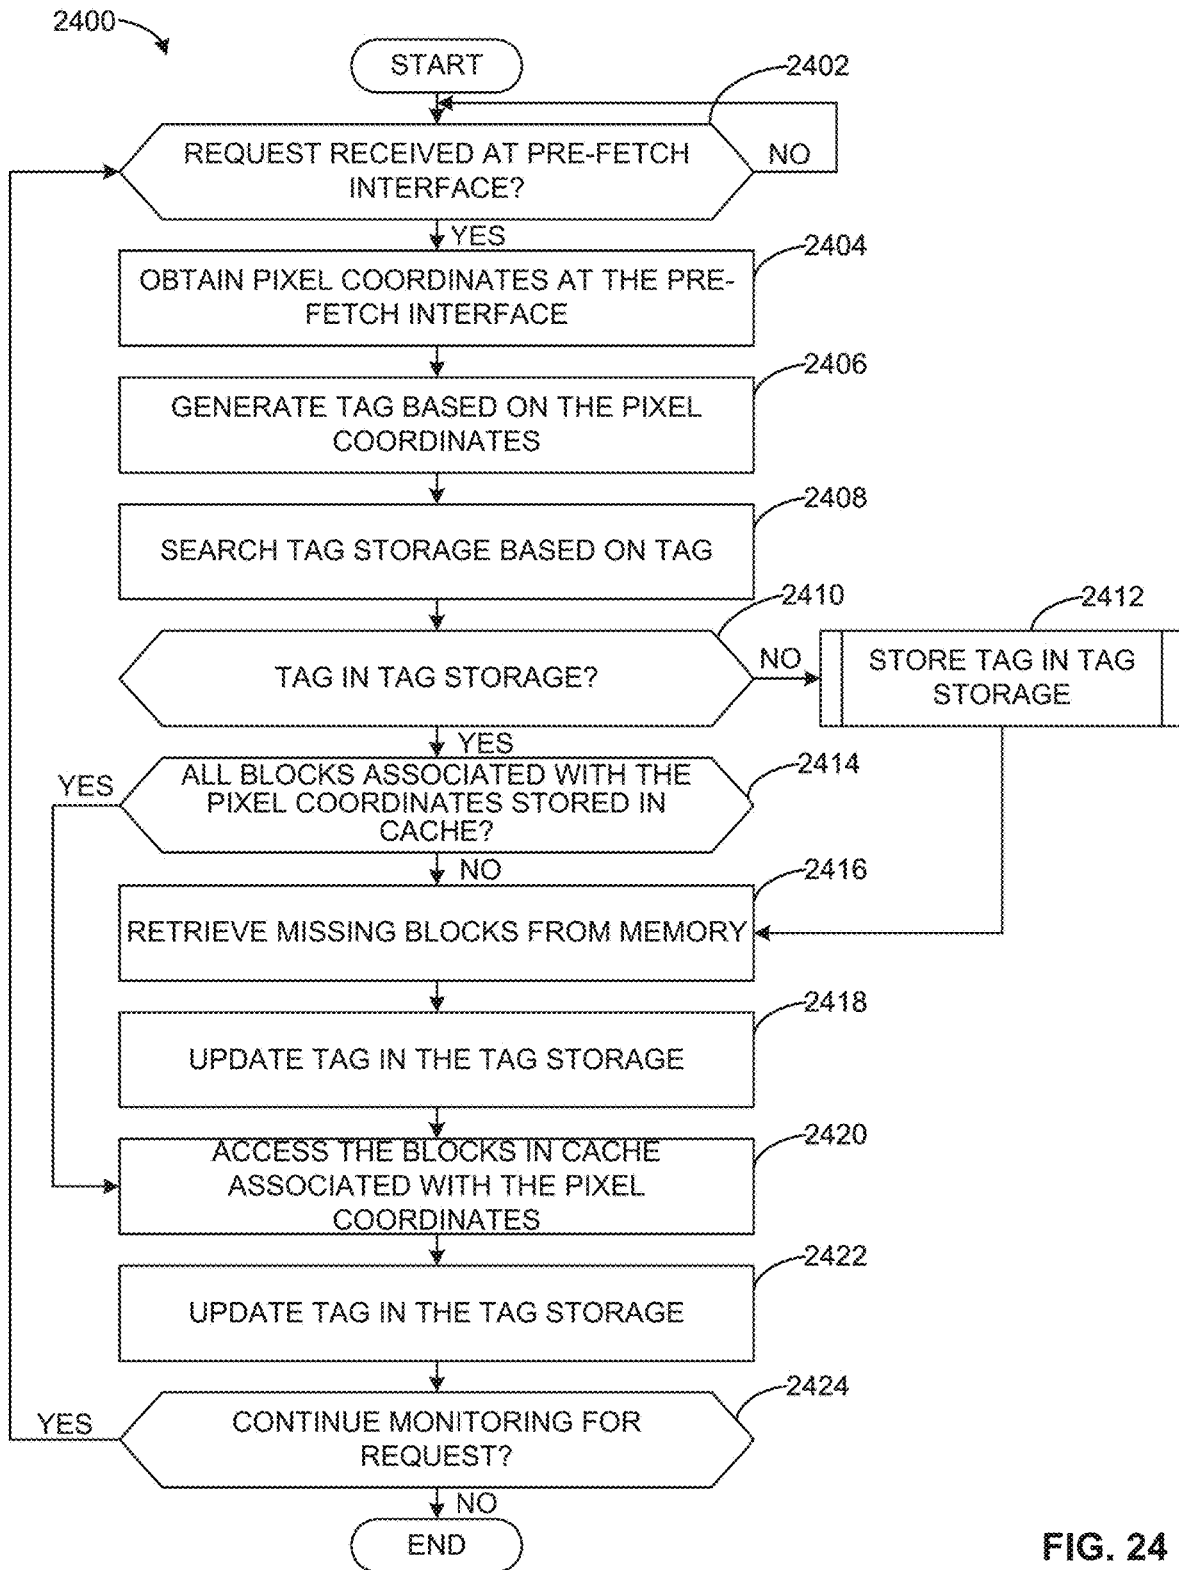 2400
START
2402
REQUEST RECEIVED AT PRE-FETCH
INTERFACE?
NO
YES
2404
OBTAIN PIXEL COORDINATES AT THE PRE-
FETCH INTERFACE
2406
GENERATE TAG BASED ON THE PIXEL
COORDINATES
2408
SEARCH TAG STORAGE BASED ON TAG
2410
TAG IN TAG STORAGE?
NO
2412
STORE TAG IN TAG
STORAGE
YES
2414
ALL BLOCKS ASSOCIATED WITH THE
PIXEL COORDINATES STORED IN
CACHE?
YES
NO
2416
RETRIEVE MISSING BLOCKS FROM MEMORY
2418
UPDATE TAG IN THE TAG STORAGE
2420
ACCESS THE BLOCKS IN CACHE
ASSOCIATED WITH THE PIXEL
COORDINATES
2422
UPDATE TAG IN THE TAG STORAGE
2424
CONTINUE MONITORING FOR
REQUEST?
YES
NO
END
FIG. 24